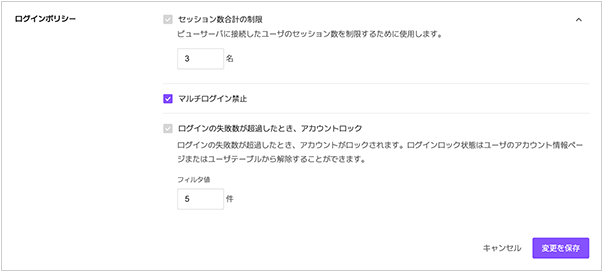 ログインポリシー
セッション数合計の制限
ビューサーバに接続したユーザのセッション数を制限するために使用します。
3 名
マルチログイン禁止
ログインの失敗数が超過したとき、アカウントロック
ログインの失敗数が超過したとき、アカウントがロックされます。ログインロック状態はユーザのアカウント情報ペー
ジまたはユーザテーブルから解除することができます。
フィルタ値
5 件
キャンセル 変更を保存